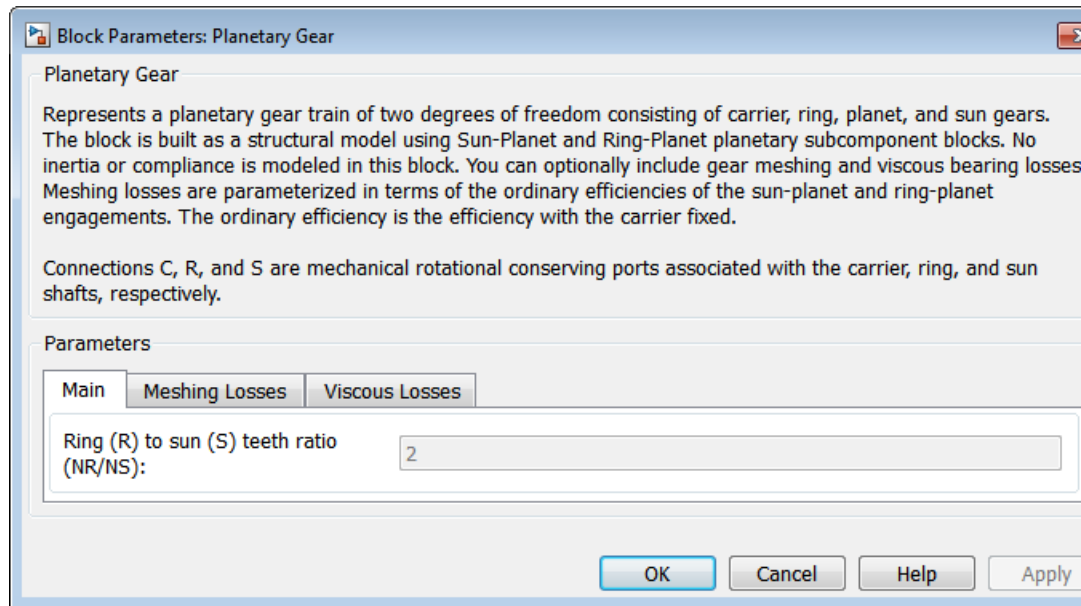 Block Parameters: Planetary Gear
Planetary Gear
Represents a planetary gear train of two degrees of freedom consisting of carrier, ring, planet, and sun gears.
The block is built as a structural model using Sun-Planet and Ring-Planet planetary subcomponent blocks. No
inertia or compliance is modeled in this block. You can optionally include gear meshing and viscous bearing losses
Meshing losses are parameterized in terms of the ordinary efficiencies of the sun-planet and ring-planet
engagements. The ordinary efficiency is the efficiency with the carrier fixed.
Connections C, R, and S are mechanical rotational conserving ports associated with the carrier, ring, and sun
shafts, respectively.
Parameters
Main Meshing Losses Viscous Losses
Ring (R) to sun (S) teeth ratio
(NR/NS):
2
OK Cancel Help Apply